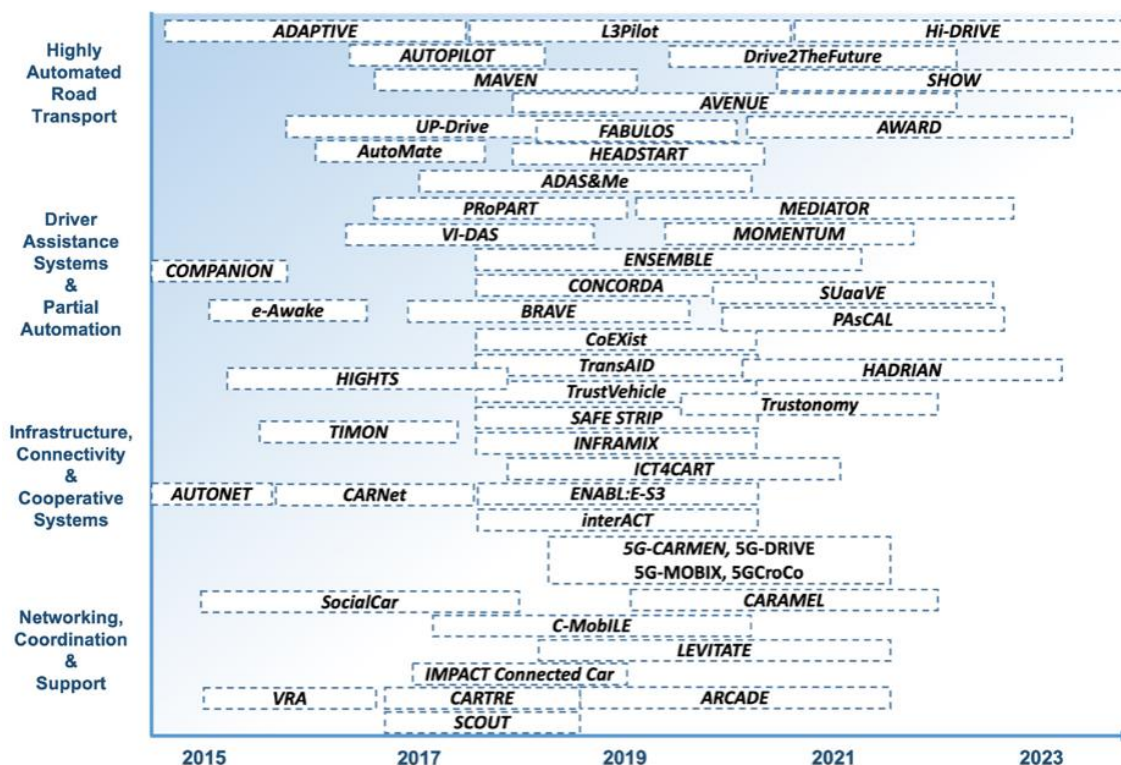 Highly
Automated
Road
Transport
ADAPTIVE
L3Pilot
Hi-DRIVE
AUTOPILOT
Drive2TheFuture
MAVEN
SHOW
AVENUE
UP-Drive
FABULOS
AWARD
AutoMate
HEADSTART
ADAS&Me
Driver
Assistance
Systems
&
Partial
Automation
PRoPART
MEDIATOR
VI-DAS
MOMENTUM
ENSEMBLE
COMPANION
CONCORDA
SUaaVE
e-Awake
BRAVE
PAsCAL
CoEXist
TransAID
HADRIAN
HIGHTS
TrustVehicle
Trustonomy
Infrastructure,
Connectivity
&
Cooperative
Systems
SAFE STRIP
TIMON
INFRAMIX
ICT4CART
AUTONET
CARNet
ENABL:E-S3
interACT
5G-CARMEN, 5G-DRIVE
5G-MOBIX, 5GCroCo
Networking,
Coordination
&
Support
SocialCar
CARAMEL
C-MobILE
LEVITATE
IMPACT Connected Car
VRA
CARTRE
ARCADE
SCOUT
2015
2017
2019
2021
2023